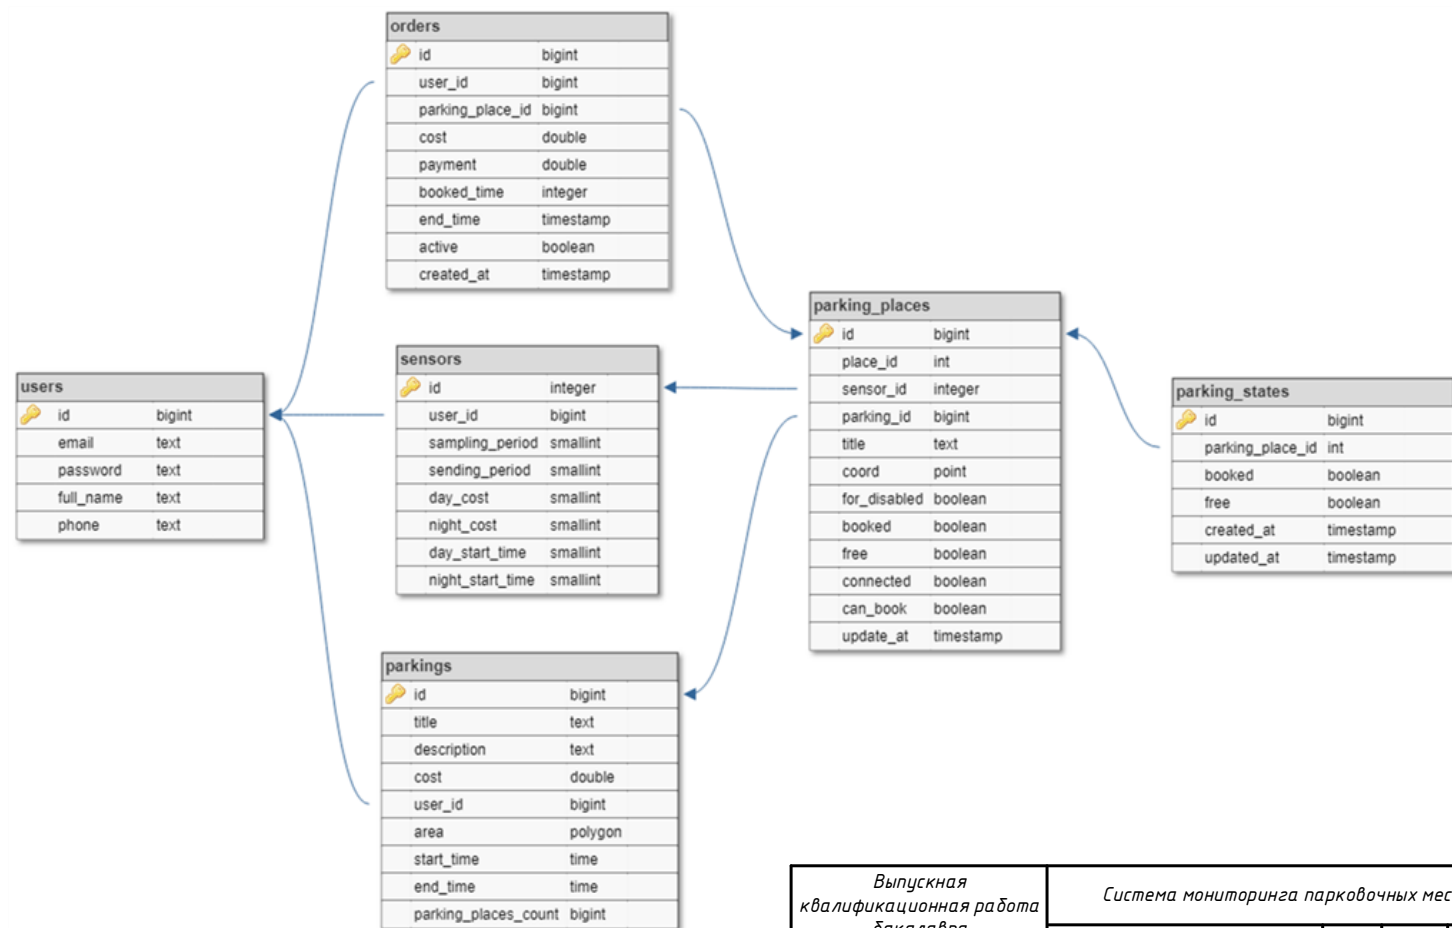 orders
id bigint
user_id bigint
parking_place_id bigint
cost double
payment double
booked_time integer
end_time timestamp
active boolean
created_at timestamp
users
id bigint
email text
password text
full_name text
phone text
sensors
id integer
user_id bigint
sampling_period smallint
sending_period smallint
day_cost smallint
night_cost smallint
day_start_time smallint
night_start_time smallint
parkings
id bigint
title text
description text
cost double
user_id bigint
area polygon
start_time time
end_time time
parking_places_count bigint
parking_places
id bigint
place_id int
sensor_id integer
parking_id bigint
title text
coord point
for_disabled boolean
booked boolean
free boolean
connected boolean
can_book boolean
update_at timestamp
parking_states
id bigint
parking_place_id int
booked boolean
free boolean
created_at timestamp
updated_at timestamp
Выпускная
квалификационная работа
Система мониторинга парковочных мес